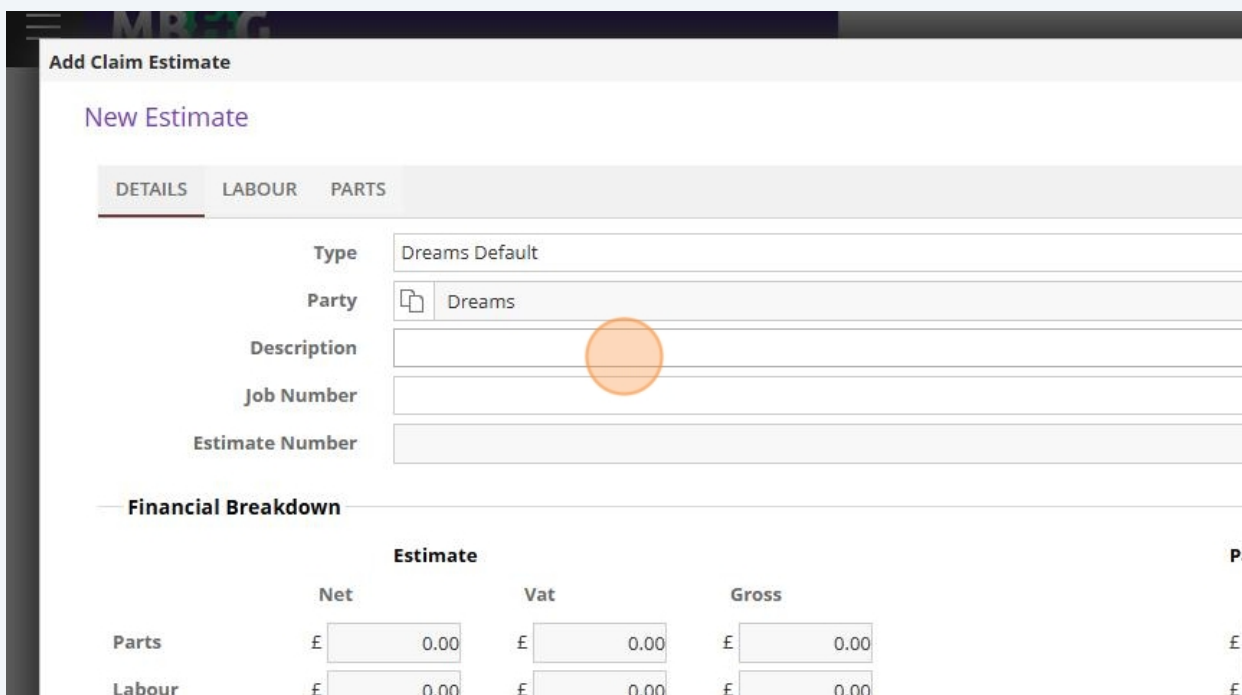 Add Claim Estimate
New Estimate
DETAILS LABOUR PARTS
Type Dreams Default
Party Dreams
Description
Job Number
Estimate Number
Financial Breakdown
Estimate
Net Vat Gross
Parts £ 0.00 £ 0.00 £ 0.00 £
Labour £ 0.00 £ 0.00 £ 0.00 £